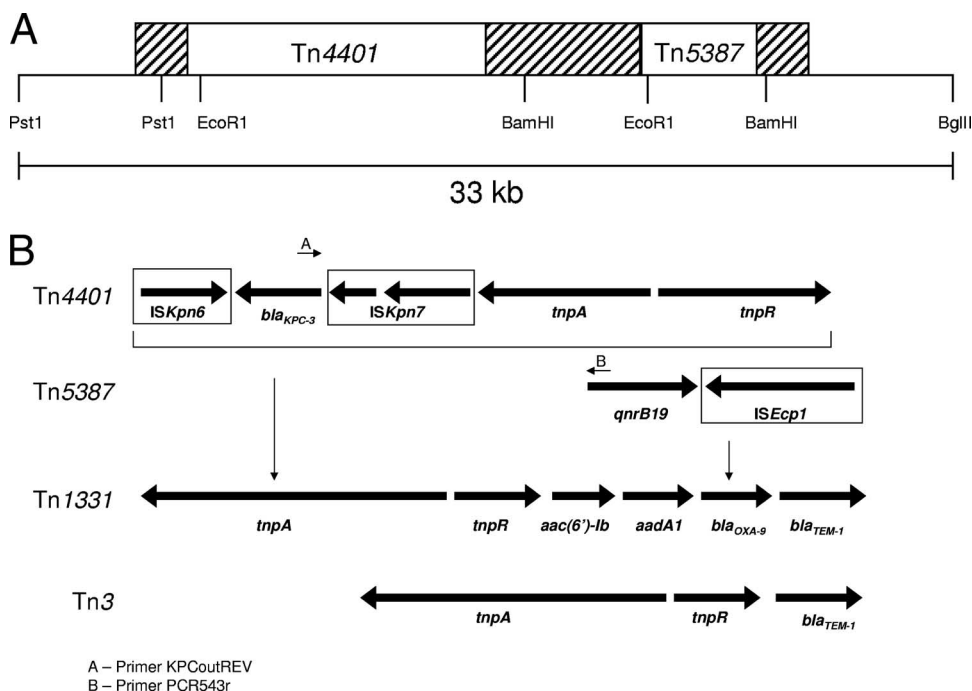 A
Tn4401
Tn5387
Pst1 Pst1 EcoR1 BamHI EcoR1 BamHI BglII
33 kb
B
A
Tn4401
ISKpn6 blaKPC-3 ISKpn7 tnpA tnpR
B
Tn5387
qnrB19 ISEcp1
Tn1331
tnpA tnpR aac(6')-Ib aadA1 blaOXA-9 blaTEM-1
Tn3
tnpA tnpR blaTEM-1
A – Primer KPCoutREV
B – Primer PCR543r